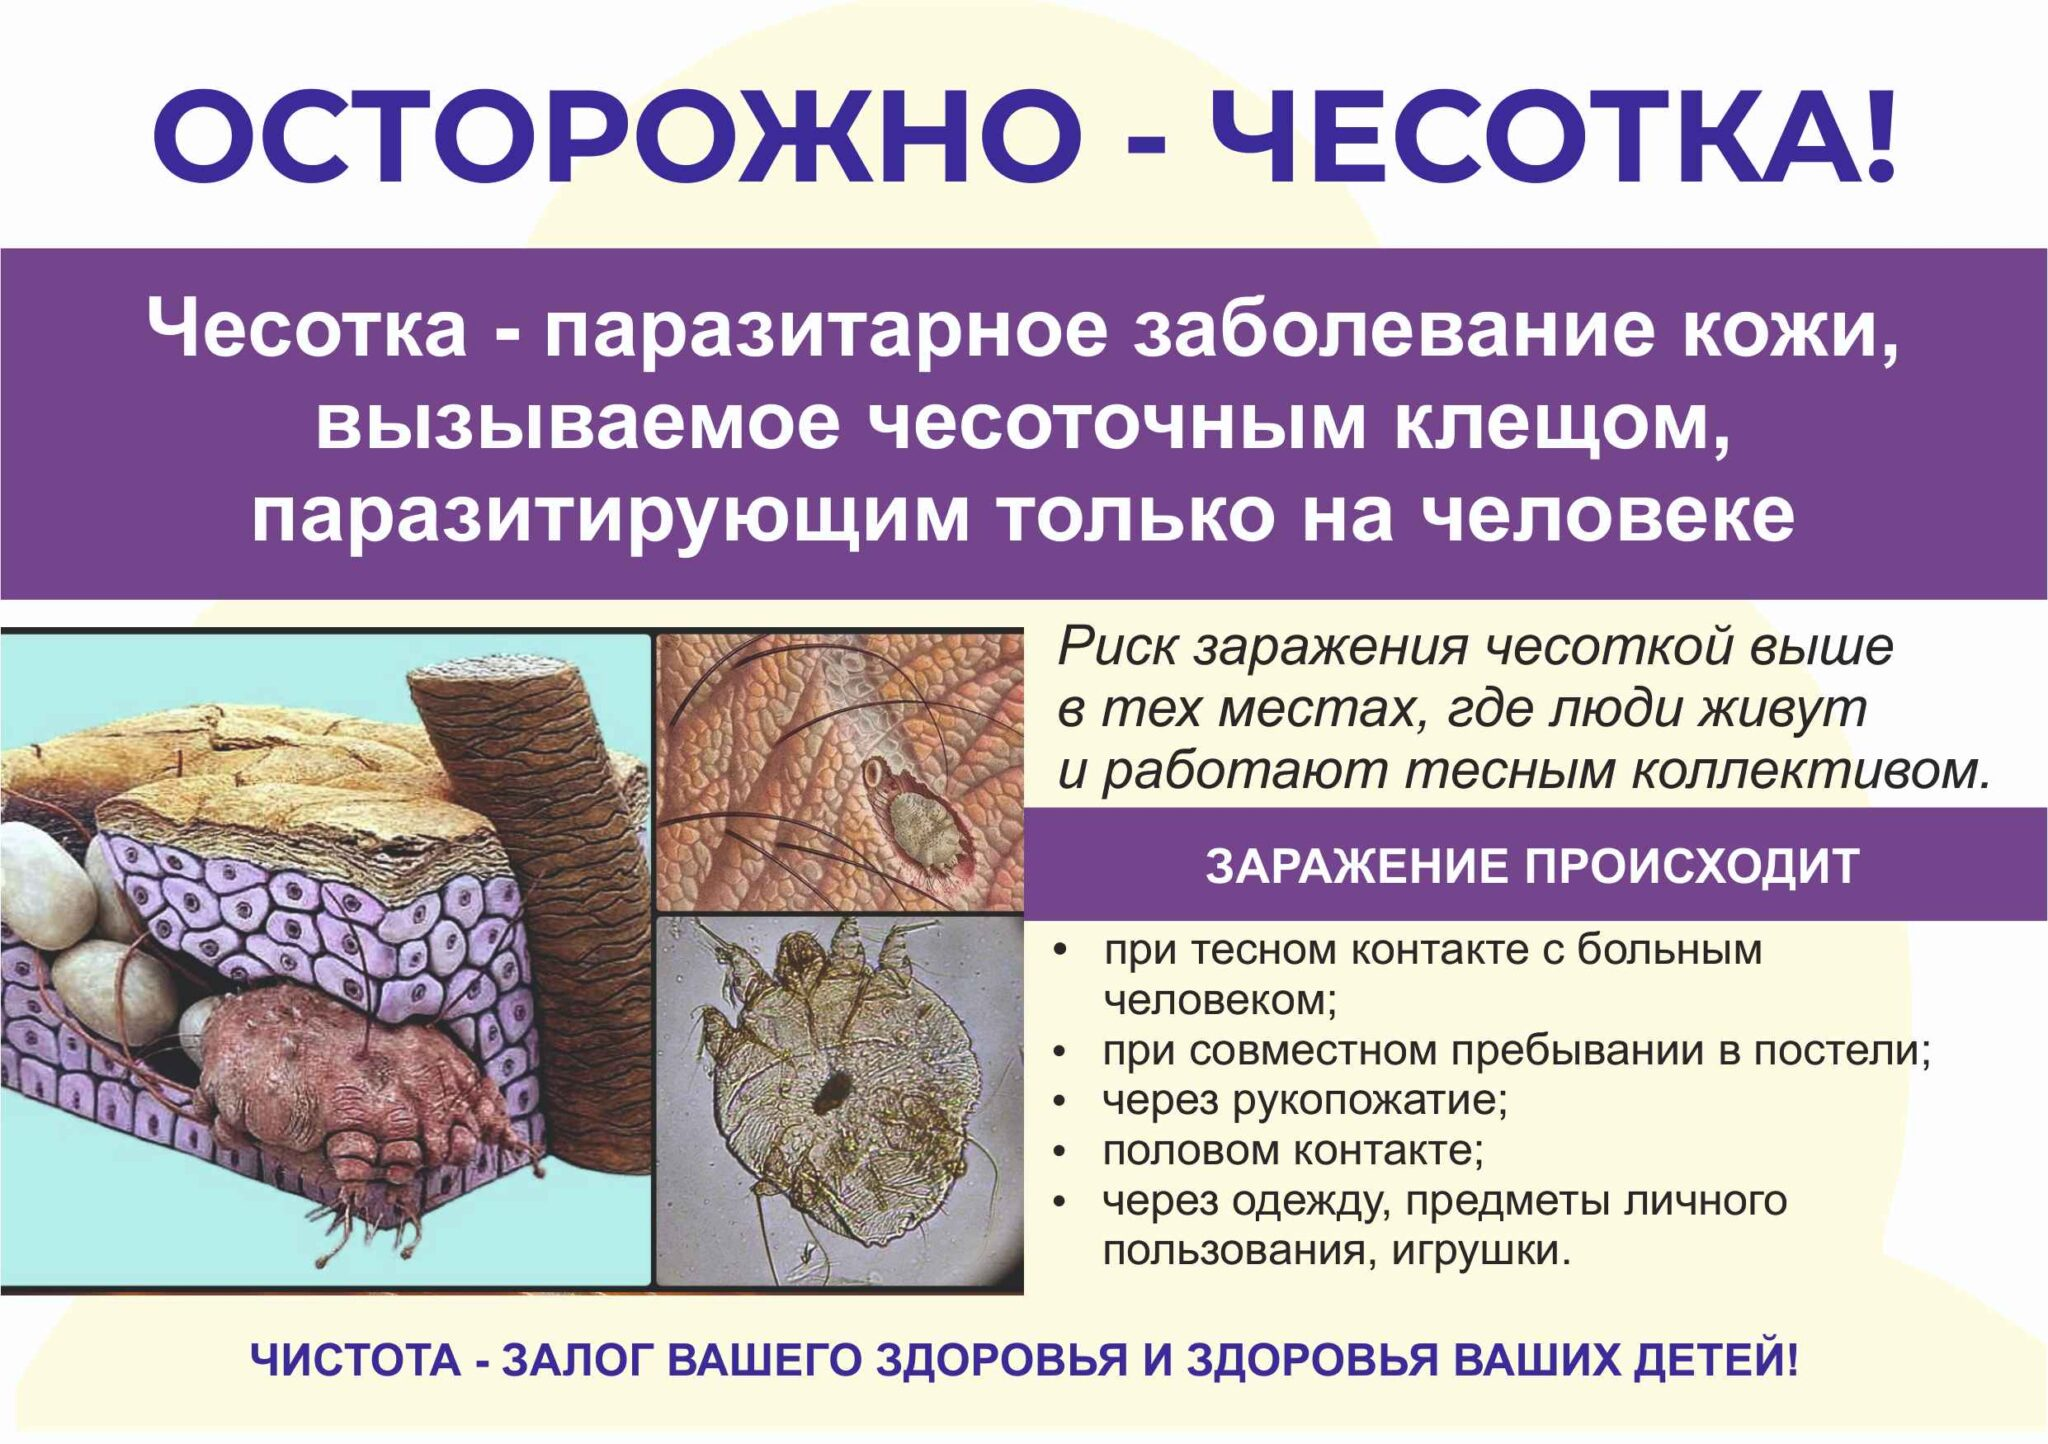 ОСТОРОЖНО - ЧЕСОТКА!
Чесотка - паразитарное заболевание кожи,
вызываемое чесоточным клещом,
паразитирующим только на человеке
Риск заражения чесоткой выше
в тех местах, где люди живут
и работают тесным коллективом.
ЗАРАЖЕНИЕ ПРОИСХОДИТ
• при тесном контакте с больным
человеком;
• при совместном пребывании в постели;
• через рукопожатие;
• половом контакте;
• через одежду, предметы личного
пользования, игрушки.
ЧИСТОТА - ЗАЛОГ ВАШЕГО ЗДОРОВЬЯ И ЗДОРОВЬЯ ВАШИХ ДЕТЕЙ!